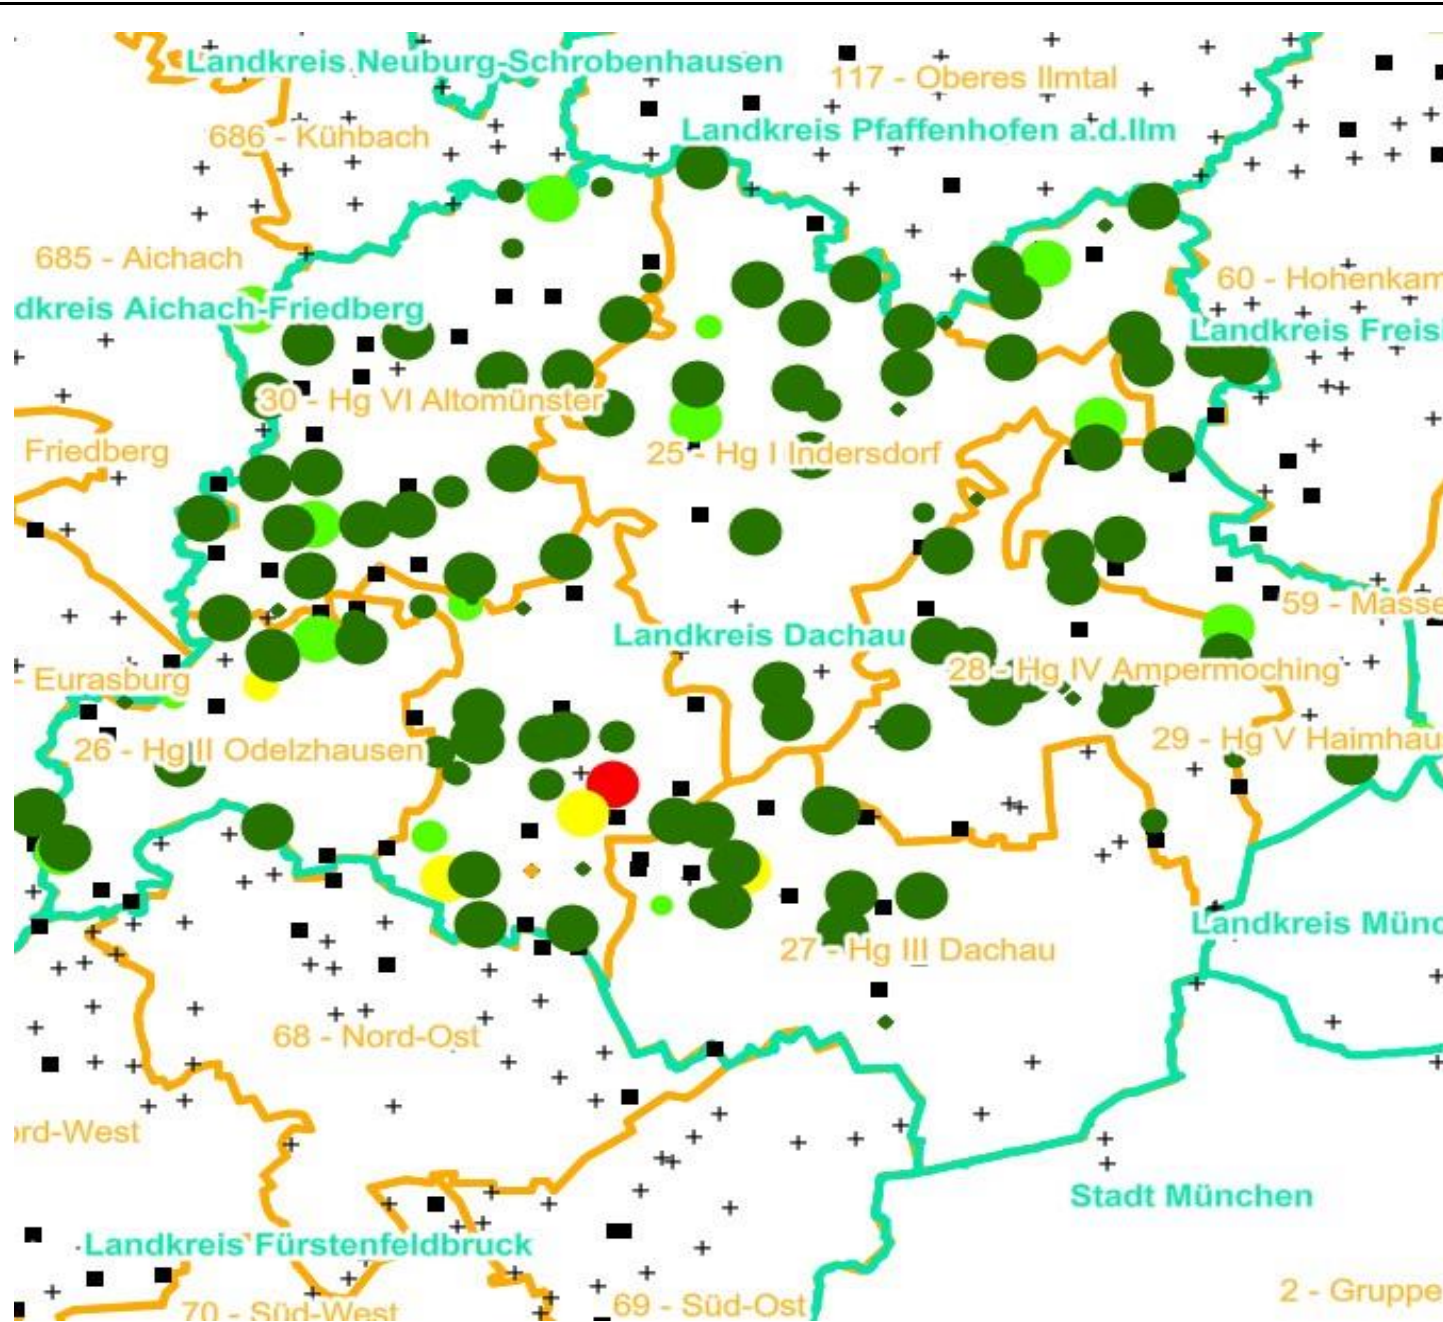 Landkreis Neuburg-Schrobenhausen
117 - Oberes Ilmtal
686 - Kühbach
Landkreis Pfaffenhofen a.d.Ilm
685 - Aichach
60 - Hohenkam
dkreis Aichach-Friedberg
Landkreis Freisi
30 - Hg VI Altomünster
Friedberg
25 - Hg I Indersdorf
59 - Masse
Landkreis Dachau
- Eurasburg
28 - Hg IV Ampermoching
26 - Hg II Odelzhausen
29 - Hg V Haimhau
Landkreis Münc
27 - Hg III Dachau
68 - Nord-Ost
ord-West
Stadt München
Landkreis Fürstenfeldbruck
2 - Gruppe
70 - Süd-West
69 - Süd-Ost